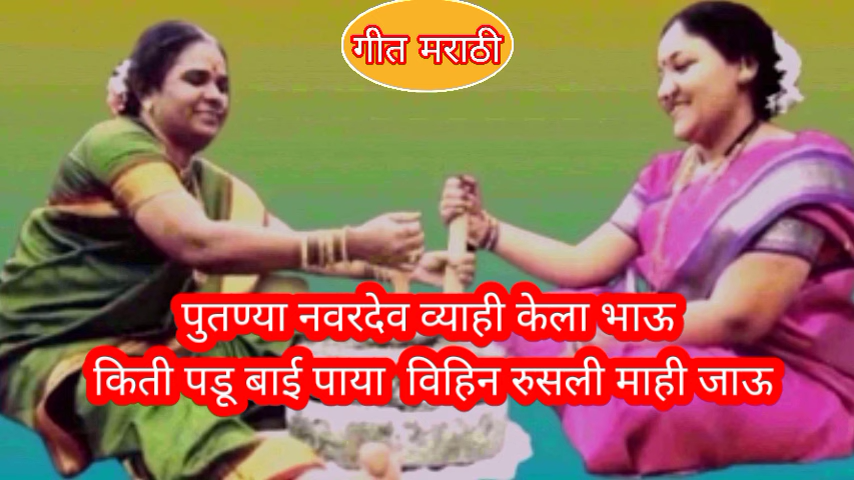 गीत मराठी
पुतण्या नवरदेव व्याही केला भाऊ
किती पडू बाई पाया विहिन रुसली माही जाऊ